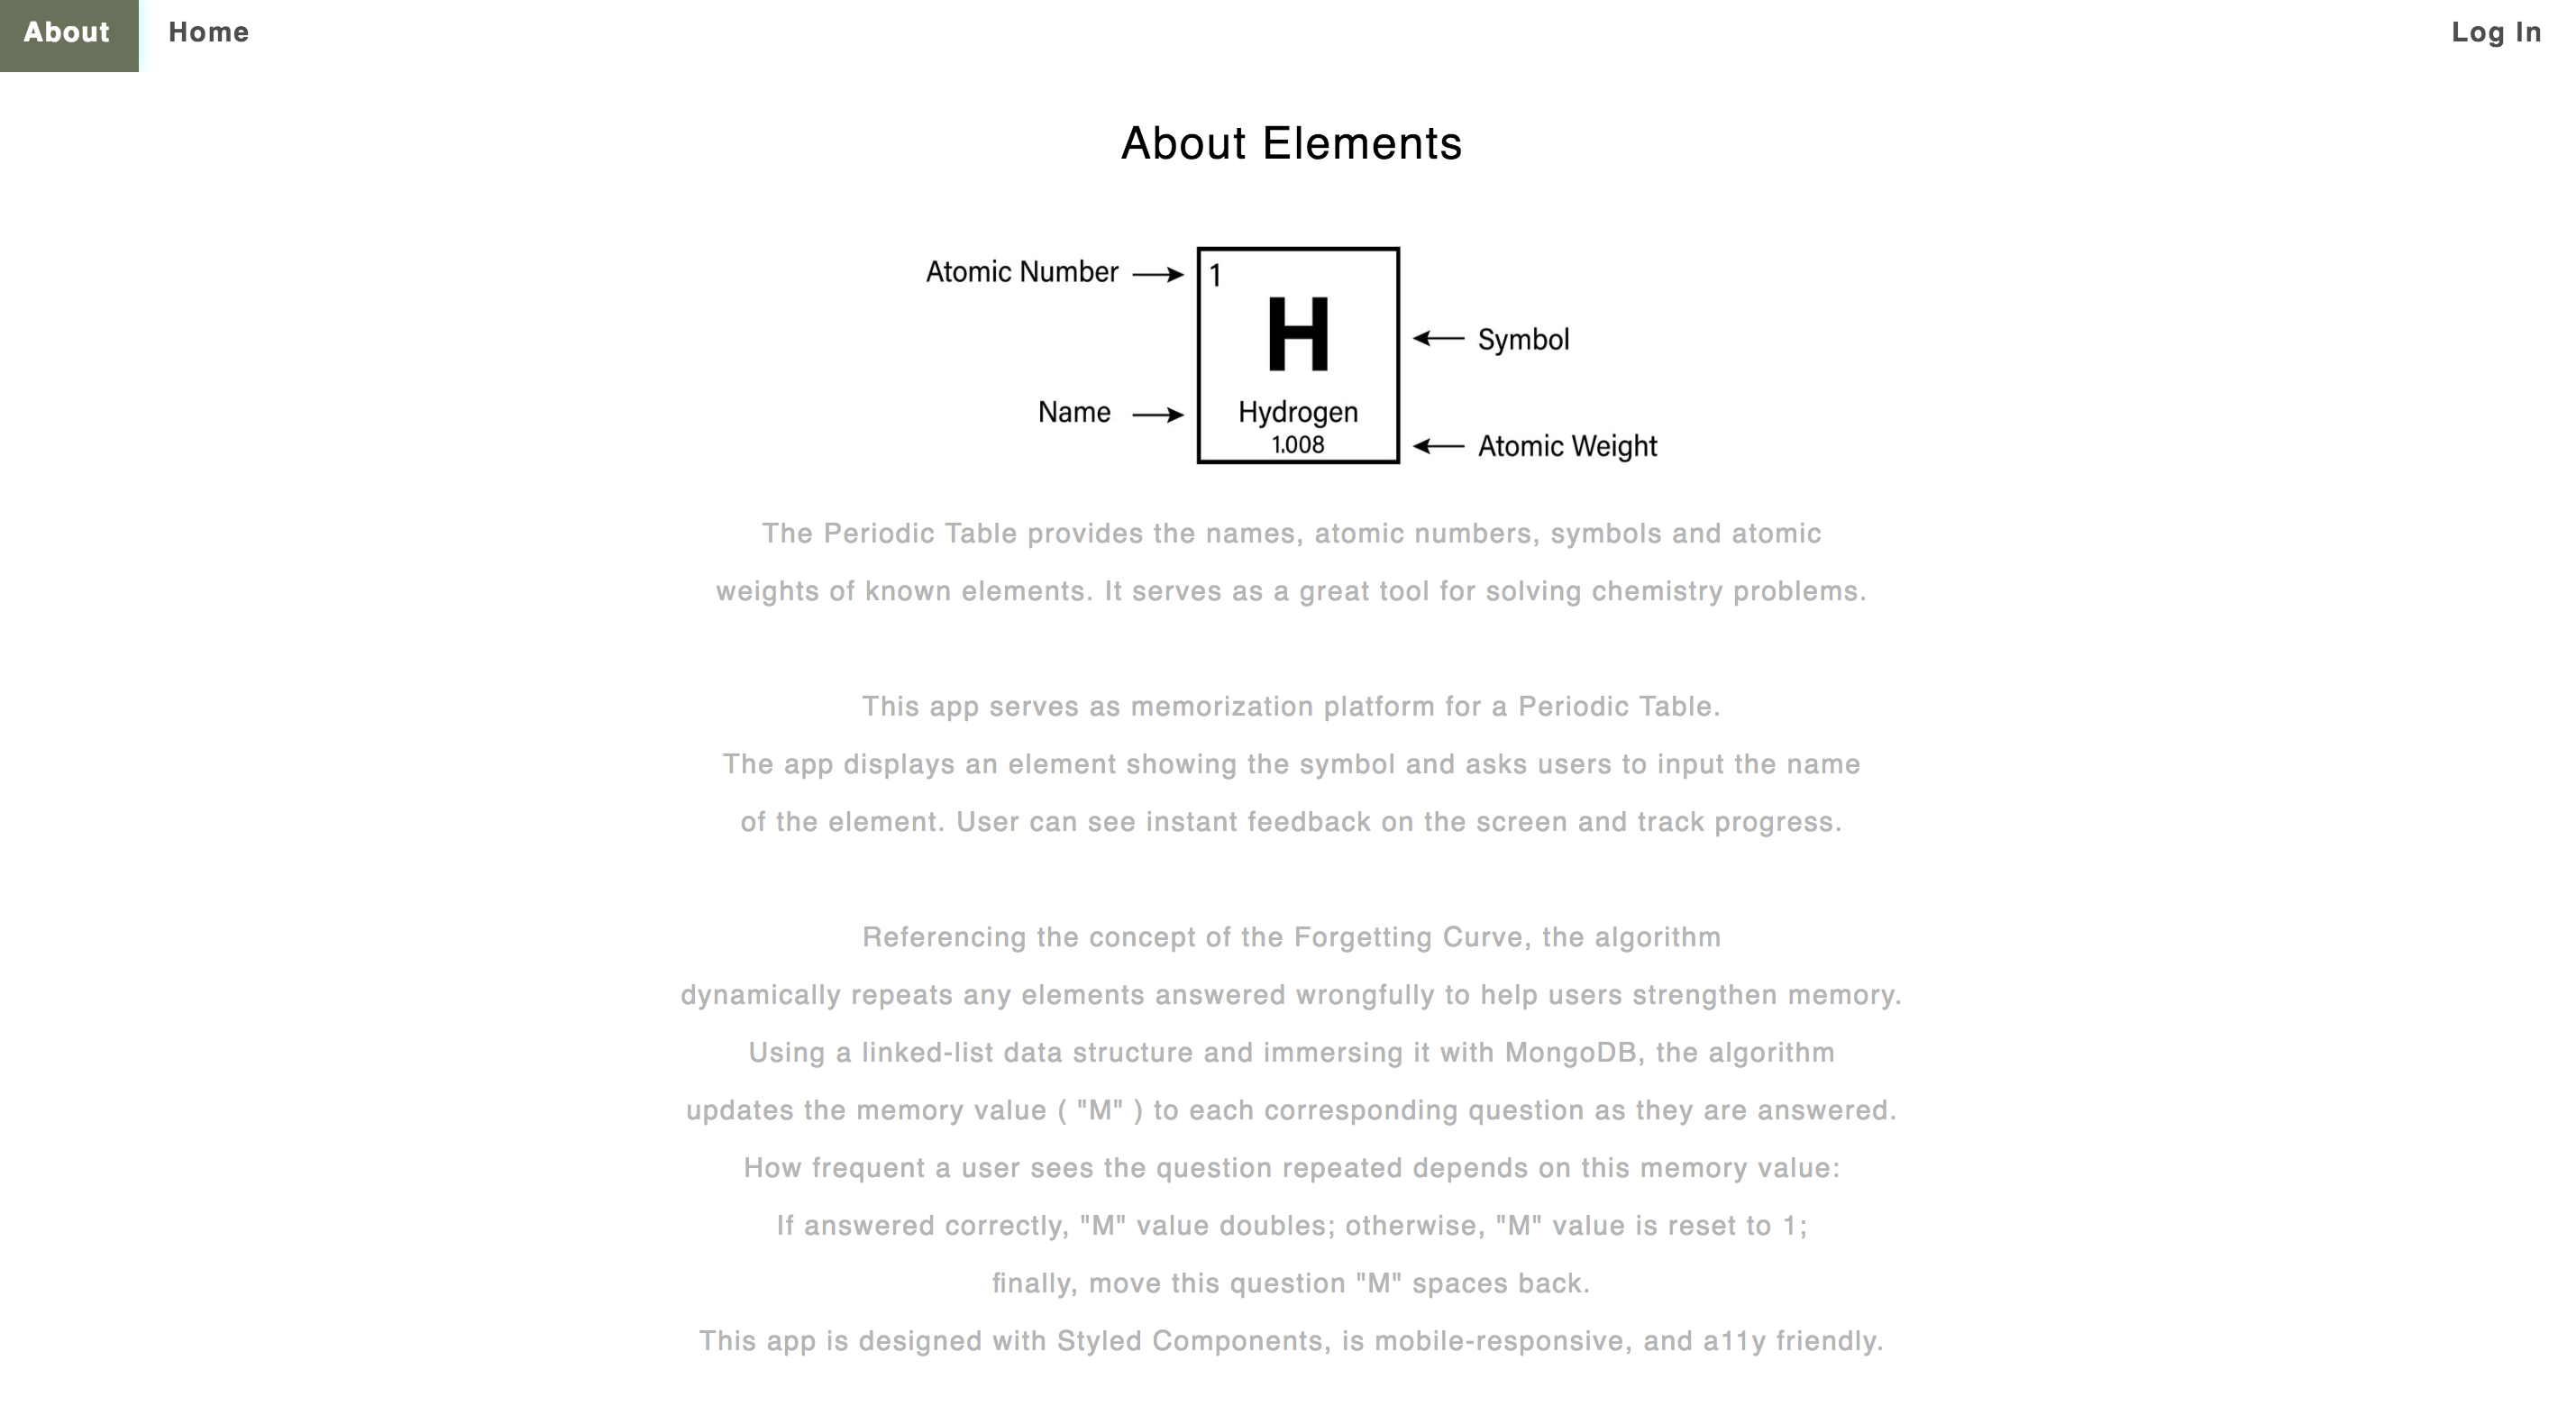 About Home Log In
About Elements
Atomic Number 1
H
Symbol
Name Hydrogen
1.008
Atomic Weight
The Periodic Table provides the names, atomic numbers, symbols and atomic
weights of known elements. It serves as a great tool for solving chemistry problems.
This app serves as memorization platform for a Periodic Table.
The app displays an element showing the symbol and asks users to input the name
of the element. User can see instant feedback on the screen and track progress.
Referencing the concept of the Forgetting Curve, the algorithm
dynamically repeats any elements answered wrongfully to help users strengthen memory.
Using a linked-list data structure and immersing it with MongoDB, the algorithm
updates the memory value ( "M" ) to each corresponding question as they are answered.
How frequent a user sees the question repeated depends on this memory value:
If answered correctly, "M" value doubles; otherwise, "M" value is reset to 1;
finally, move this question "M" spaces back.
This app is designed with Styled Components, is mobile-responsive, and a11y friendly.